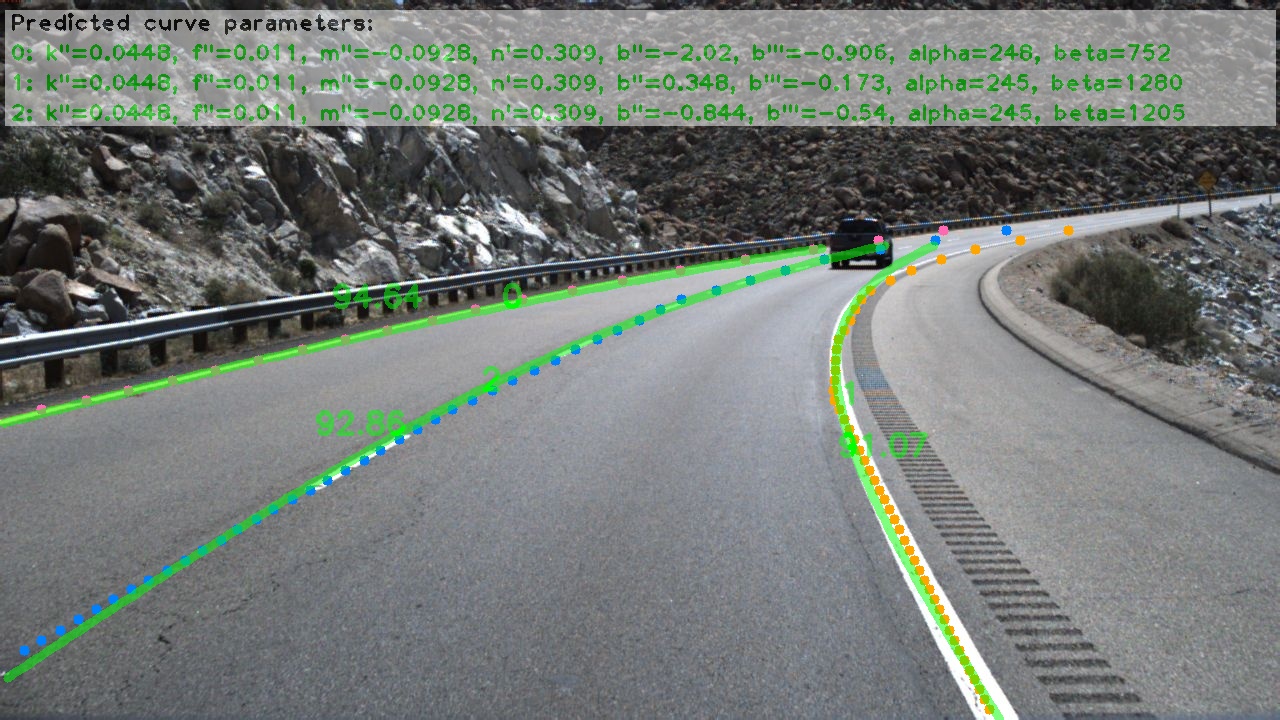 Predicted curve parameters:
0: k''=0.0448, f''=0.011, m''=-0.0928, n'=0.309, b''=-2.02, b'''=-0.906, alpha=246, beta=752
1: k''=0.0448, f''=0.011, m''=-0.0928, n'=0.309, b''=0.348, b'''=-0.173, alpha=245, beta=1280
2: k''=0.0448, f''=0.011, m''=-0.0928, n'=0.309, b''=-0.844, b'''=-0.54, alpha=245, beta=1205
94.64 0
2
92.86
1
91.07